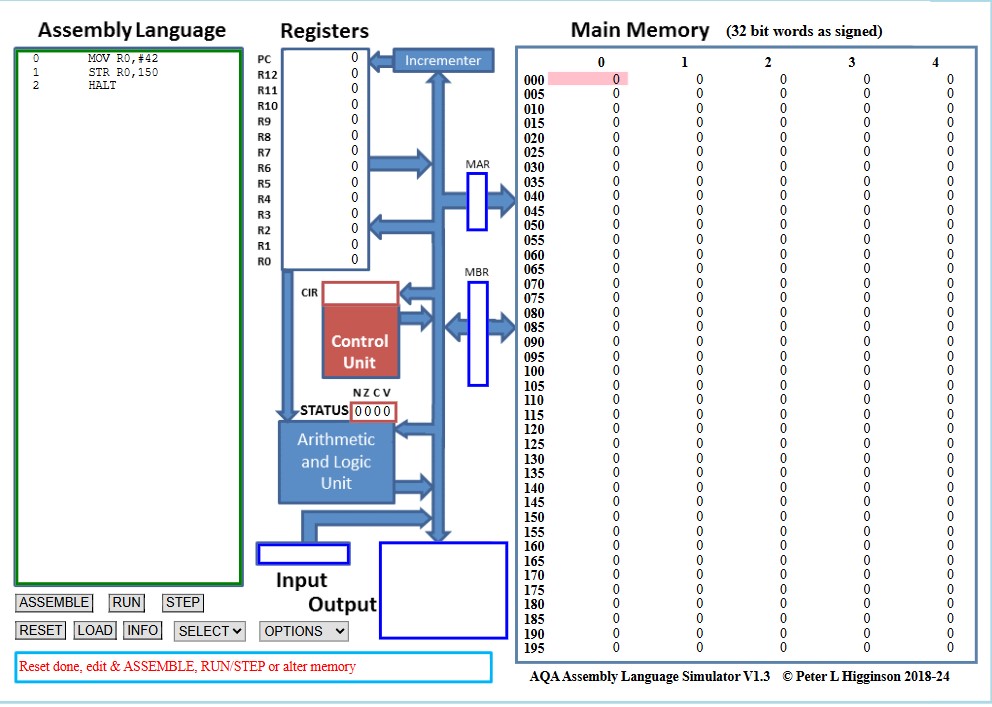 Assembly Language
0 MOV R0,#42
1 STR R0,150
2 HALT
ASSEMBLE RUN STEP
RESET LOAD INFO SELECT OPTIONS
Reset done, edit & ASSEMBLE, RUN/STEP or alter memory
Registers
PC 0
R12 0
R11 0
R10 0
R9 0
R8 0
R7 0
R6 0
R5 0
R4 0
R3 0
R2 0
R1 0
R0 0
Incrementer
MAR
MBR
CIR
Control
Unit
N Z C V
STATUS 0 0 0 0
Arithmetic
and Logic
Unit
Input
Output
Main Memory (32 bit words as signed)
0 1 2 3 4
000 0 0 0 0 0
005 0 0 0 0 0
010 0 0 0 0 0
015 0 0 0 0 0
020 0 0 0 0 0
025 0 0 0 0 0
030 0 0 0 0 0
035 0 0 0 0 0
040 0 0 0 0 0
045 0 0 0 0 0
050 0 0 0 0 0
055 0 0 0 0 0
060 0 0 0 0 0
065 0 0 0 0 0
070 0 0 0 0 0
075 0 0 0 0 0
080 0 0 0 0 0
085 0 0 0 0 0
090 0 0 0 0 0
095 0 0 0 0 0
100 0 0 0 0 0
105 0 0 0 0 0
110 0 0 0 0 0
115 0 0 0 0 0
120 0 0 0 0 0
125 0 0 0 0 0
130 0 0 0 0 0
135 0 0 0 0 0
140 0 0 0 0 0
145 0 0 0 0 0
150 0 0 0 0 0
155 0 0 0 0 0
160 0 0 0 0 0
165 0 0 0 0 0
170 0 0 0 0 0
175 0 0 0 0 0
180 0 0 0 0 0
185 0 0 0 0 0
190 0 0 0 0 0
195 0 0 0 0 0
AQA Assembly Language Simulator V1.3 © Peter L Higginson 2018-24